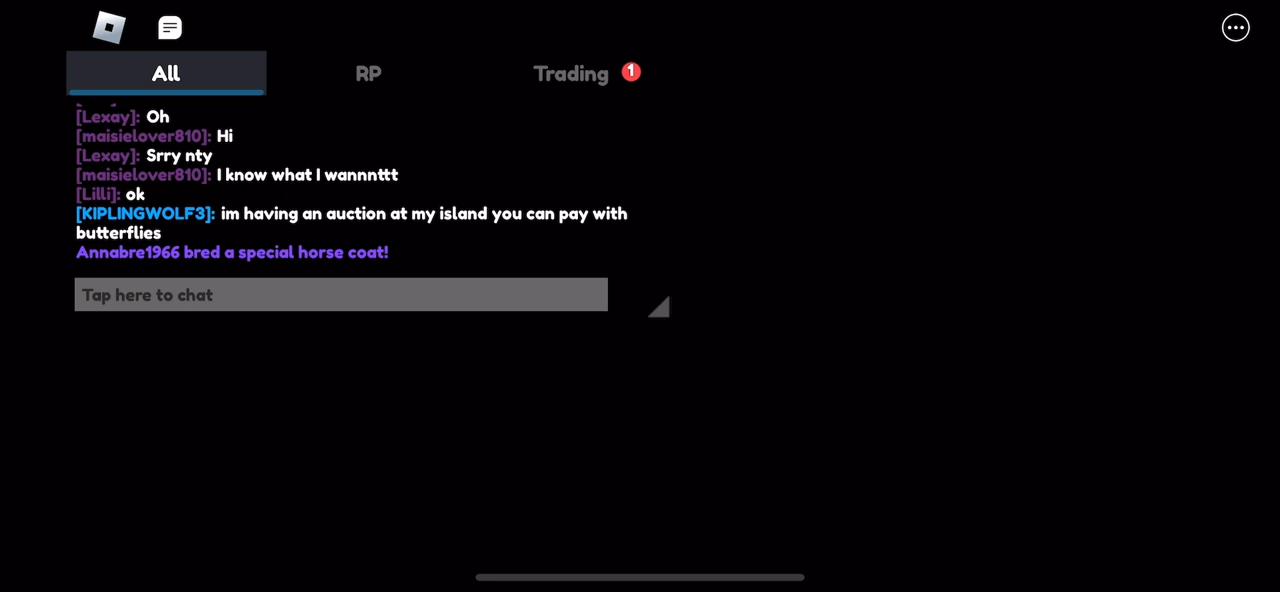 All RP Trading 1
[Lexay]: Oh
[maisielover810]: Hi
[Lexay]: Srry nty
[maisielover810]: I know what I wannnttt
[Lilli]: ok
[KIPLINGWOLF3]: im having an auction at my island you can pay with
butterflies
Annabre1966 bred a special horse coat!
Tap here to chat